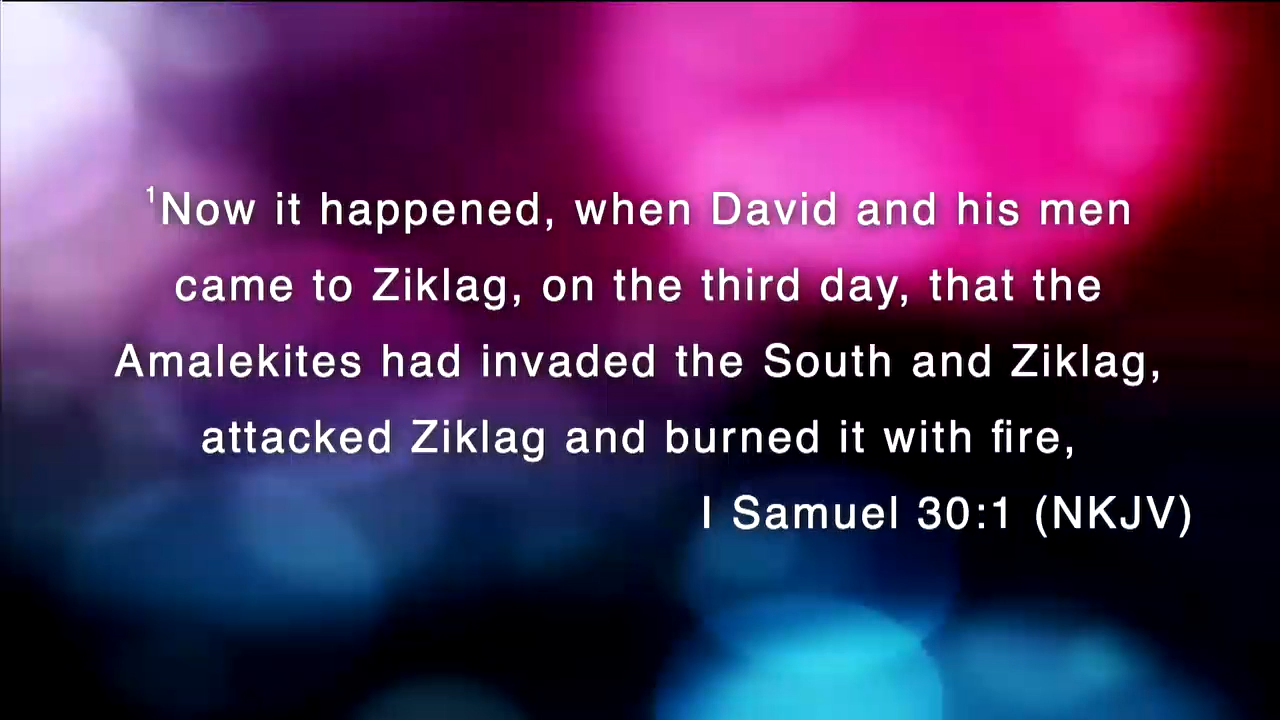 ¹Now it happened, when David and his men
came to Ziklag, on the third day, that the
Amalekites had invaded the South and Ziklag,
attacked Ziklag and burned it with fire,
I Samuel 30:1 (NKJV)